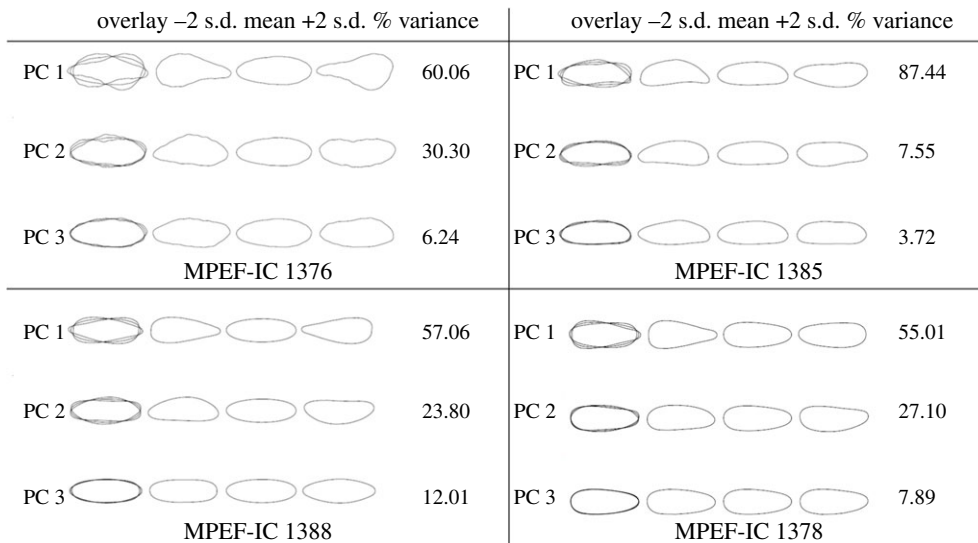 overlay –2 s.d. mean +2 s.d. % variance
PC 1 60.06
PC 2 30.30
PC 3 6.24
MPEF-IC 1376
overlay –2 s.d. mean +2 s.d. % variance
PC 1 87.44
PC 2 7.55
PC 3 3.72
MPEF-IC 1385
PC 1 57.06
PC 2 23.80
PC 3 12.01
MPEF-IC 1388
PC 1 55.01
PC 2 27.10
PC 3 7.89
MPEF-IC 1378